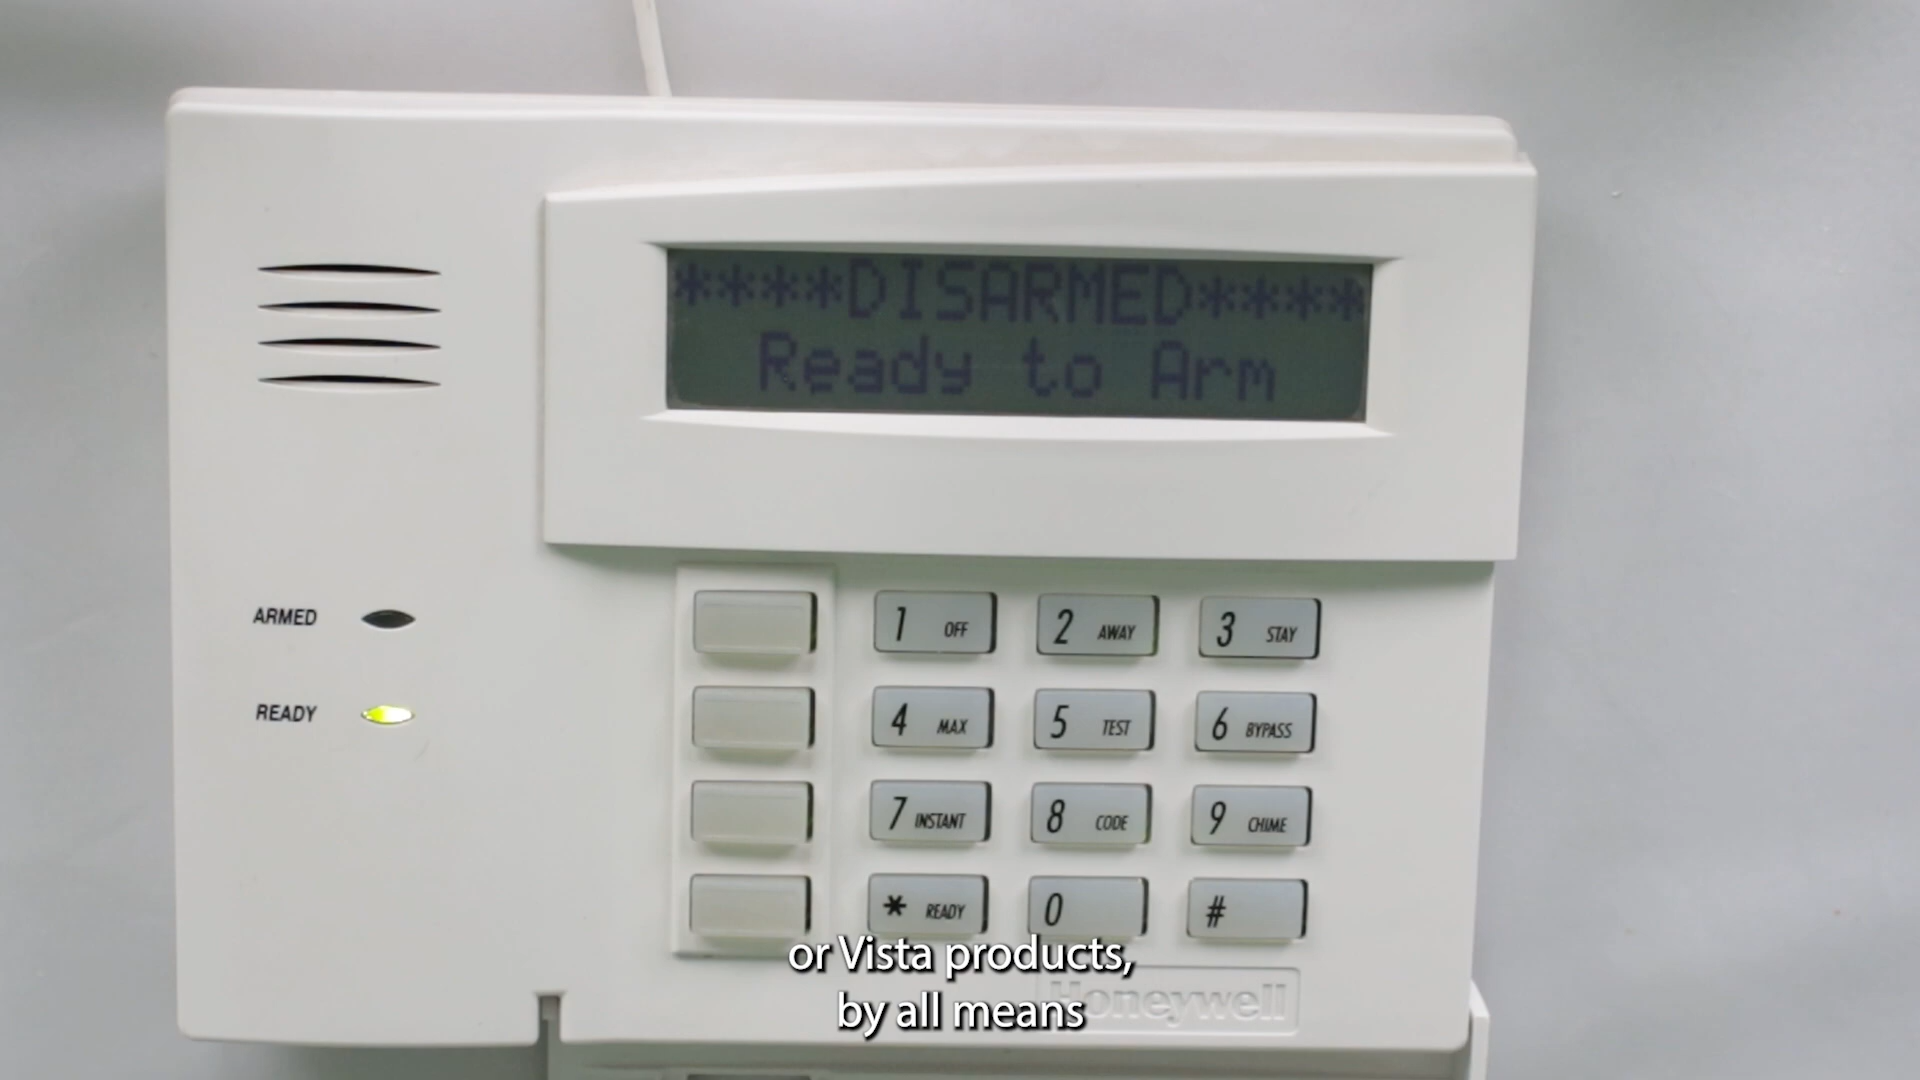 ****DISARMED****
Ready to Arm
ARMED
READY
1 OFF
2 AWAY
3 STAY
4 MAX
5 TEST
6 BYPASS
7 INSTANT
8 CODE
9 CHIME
* READY
0
#
Honeywell
or Vista products,
by all means